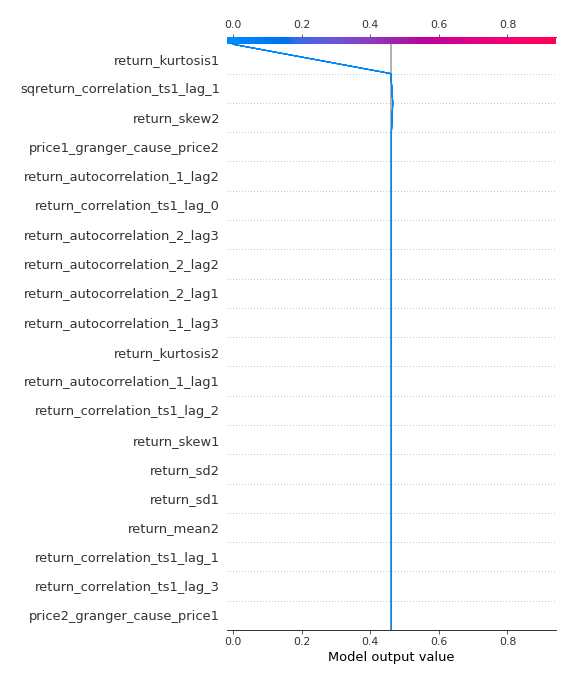 0.0 0.2 0.4 0.6 0.8
return_kurtosis1
sqreturn_correlation_ts1_lag_1
return_skew2
price1_granger_cause_price2
return_autocorrelation_1_lag2
return_correlation_ts1_lag_0
return_autocorrelation_2_lag3
return_autocorrelation_2_lag2
return_autocorrelation_2_lag1
return_autocorrelation_1_lag3
return_kurtosis2
return_autocorrelation_1_lag1
return_correlation_ts1_lag_2
return_skew1
return_sd2
return_sd1
return_mean2
return_correlation_ts1_lag_1
return_correlation_ts1_lag_3
price2_granger_cause_price1
0.0 0.2 0.4 0.6 0.8
Model output value